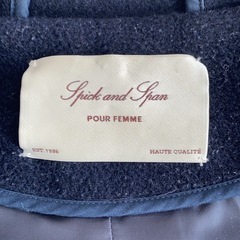 Spick and Span
POUR FEMME
EST.1986 HAUTE QUALITÉ